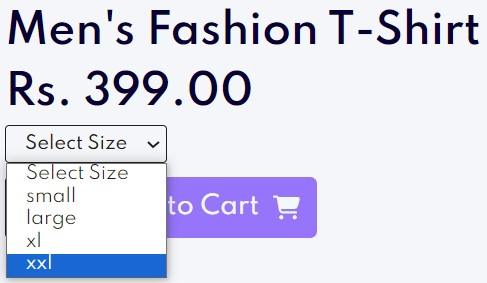 Men's Fashion T-Shirt
Rs. 399.00
Select Size
Select Size
small
large
xl
xxl
to Cart